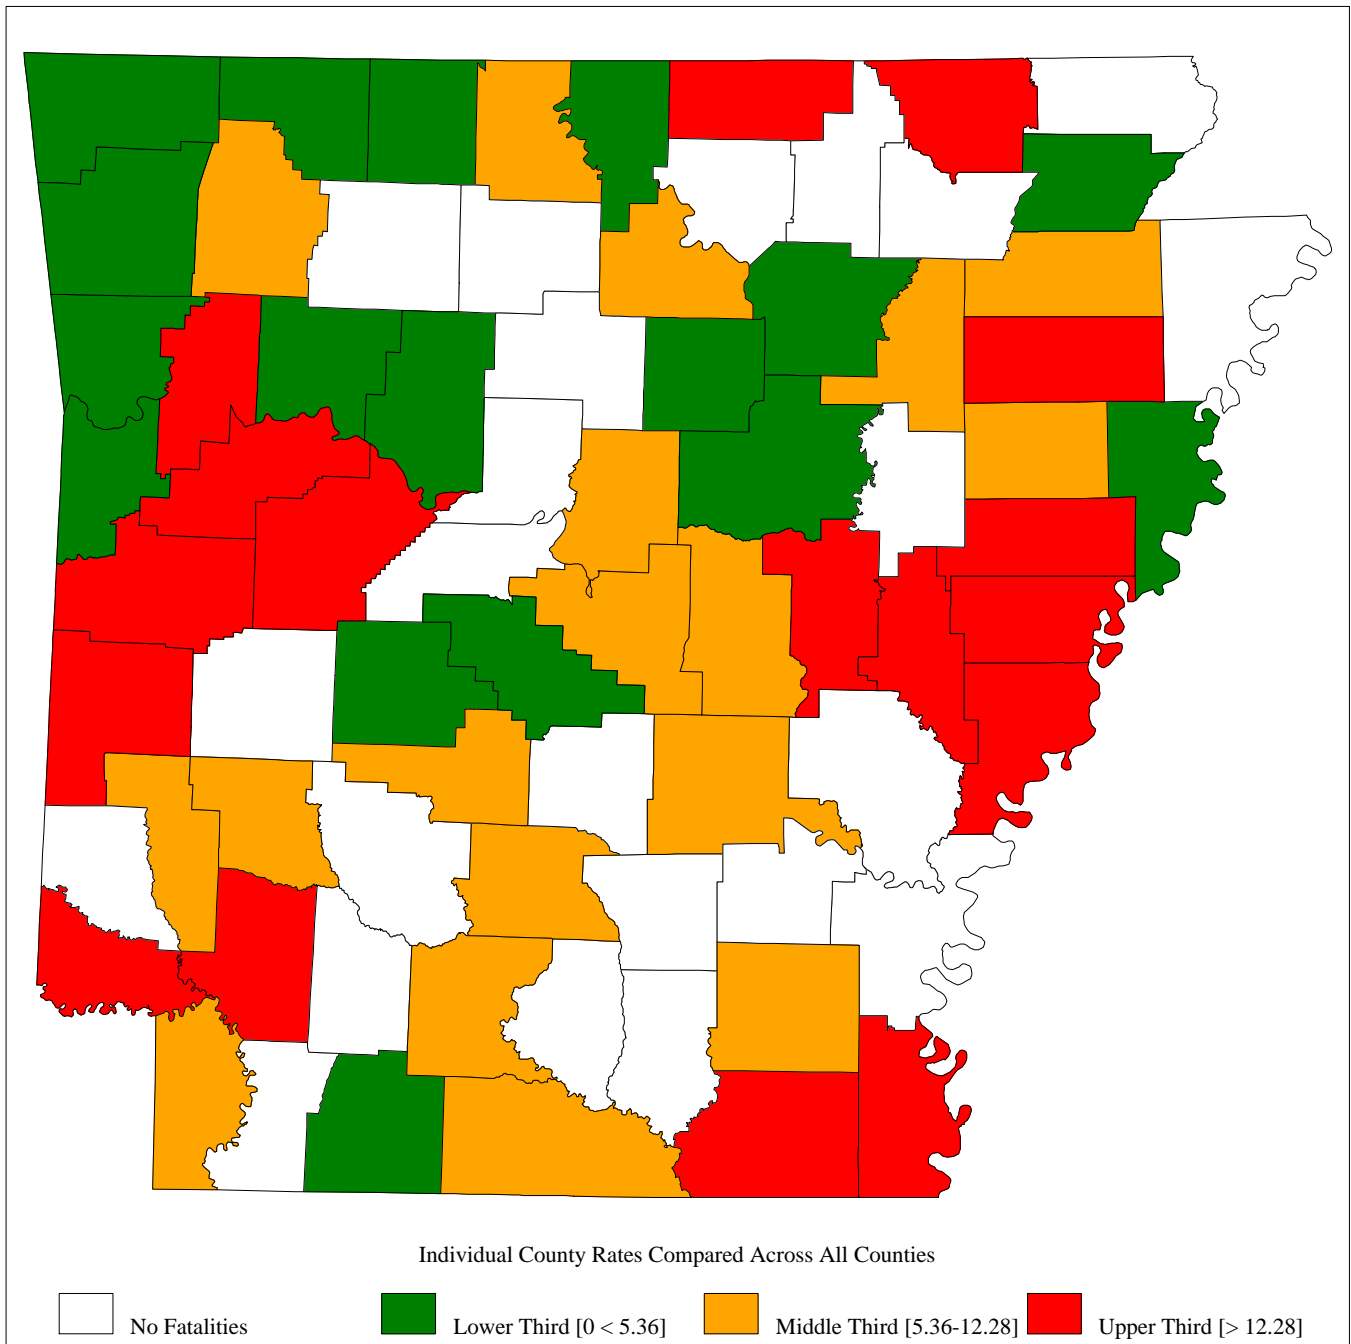 Individual County Rates Compared Across All Counties
No Fatalities Lower Third [0 < 5.36] Middle Third [5.36-12.28] Upper Third [> 12.28]